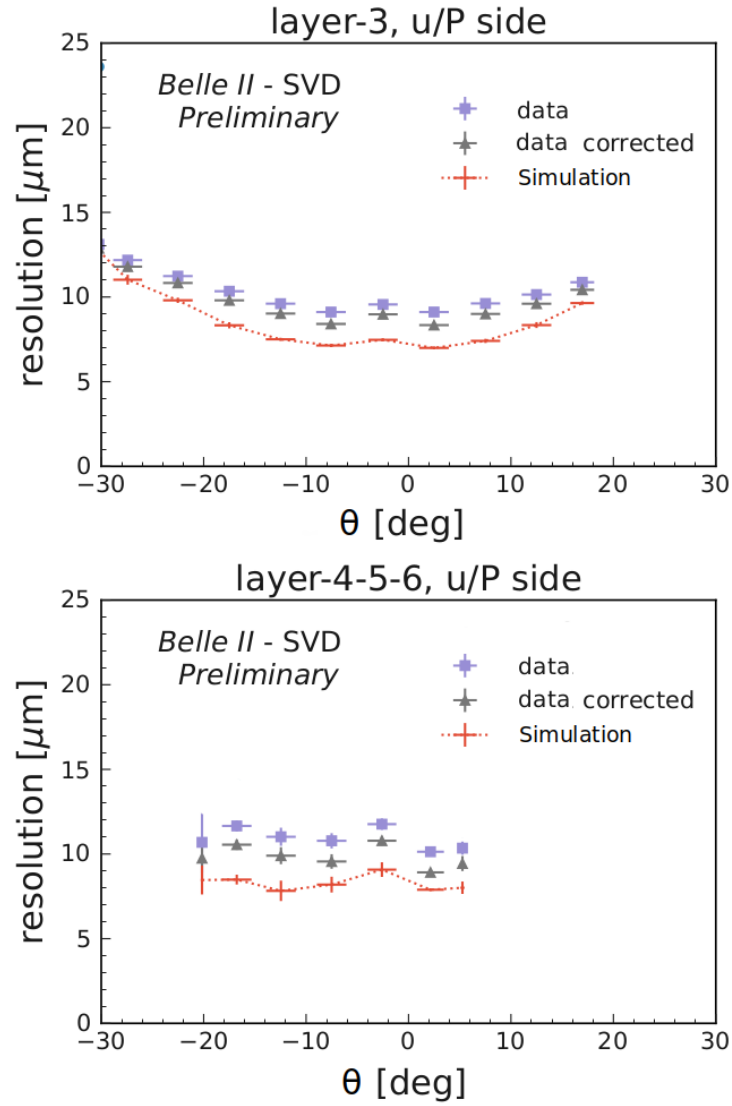 layer-3, u/P side
Belle II - SVD
Preliminary
data
data corrected
Simulation
resolution [μm]
25
20
15
10
5
0
−30 −20 −10 0 10 20 30
θ [deg]
layer-4-5-6, u/P side
Belle II - SVD
Preliminary
data
data corrected
Simulation
resolution [μm]
25
20
15
10
5
0
−30 −20 −10 0 10 20 30
θ [deg]